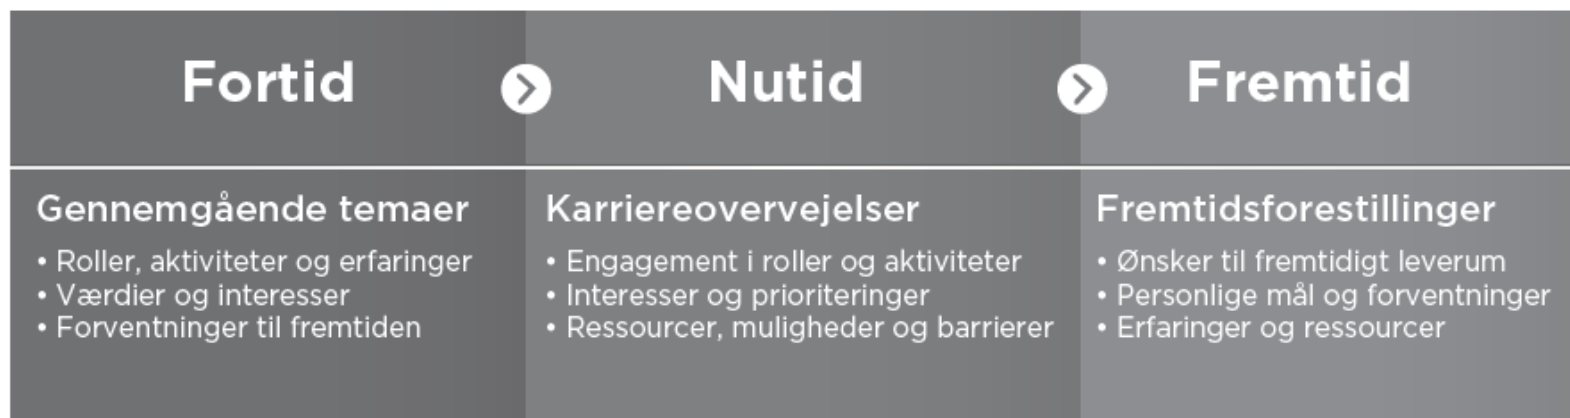 Fortid
Nutid
Fremtid
Gennemgående temaer
• Roller, aktiviteter og erfaringer
• Værdier og interesser
• Forventninger til fremtiden
Karriereovervejelser
• Engagement i roller og aktiviteter
• Interesser og prioriteringer
• Ressourcer, muligheder og barrierer
Fremtidsforestillinger
• Ønsker til fremtidigt leverum
• Personlige mål og forventninger
• Erfaringer og ressourcer